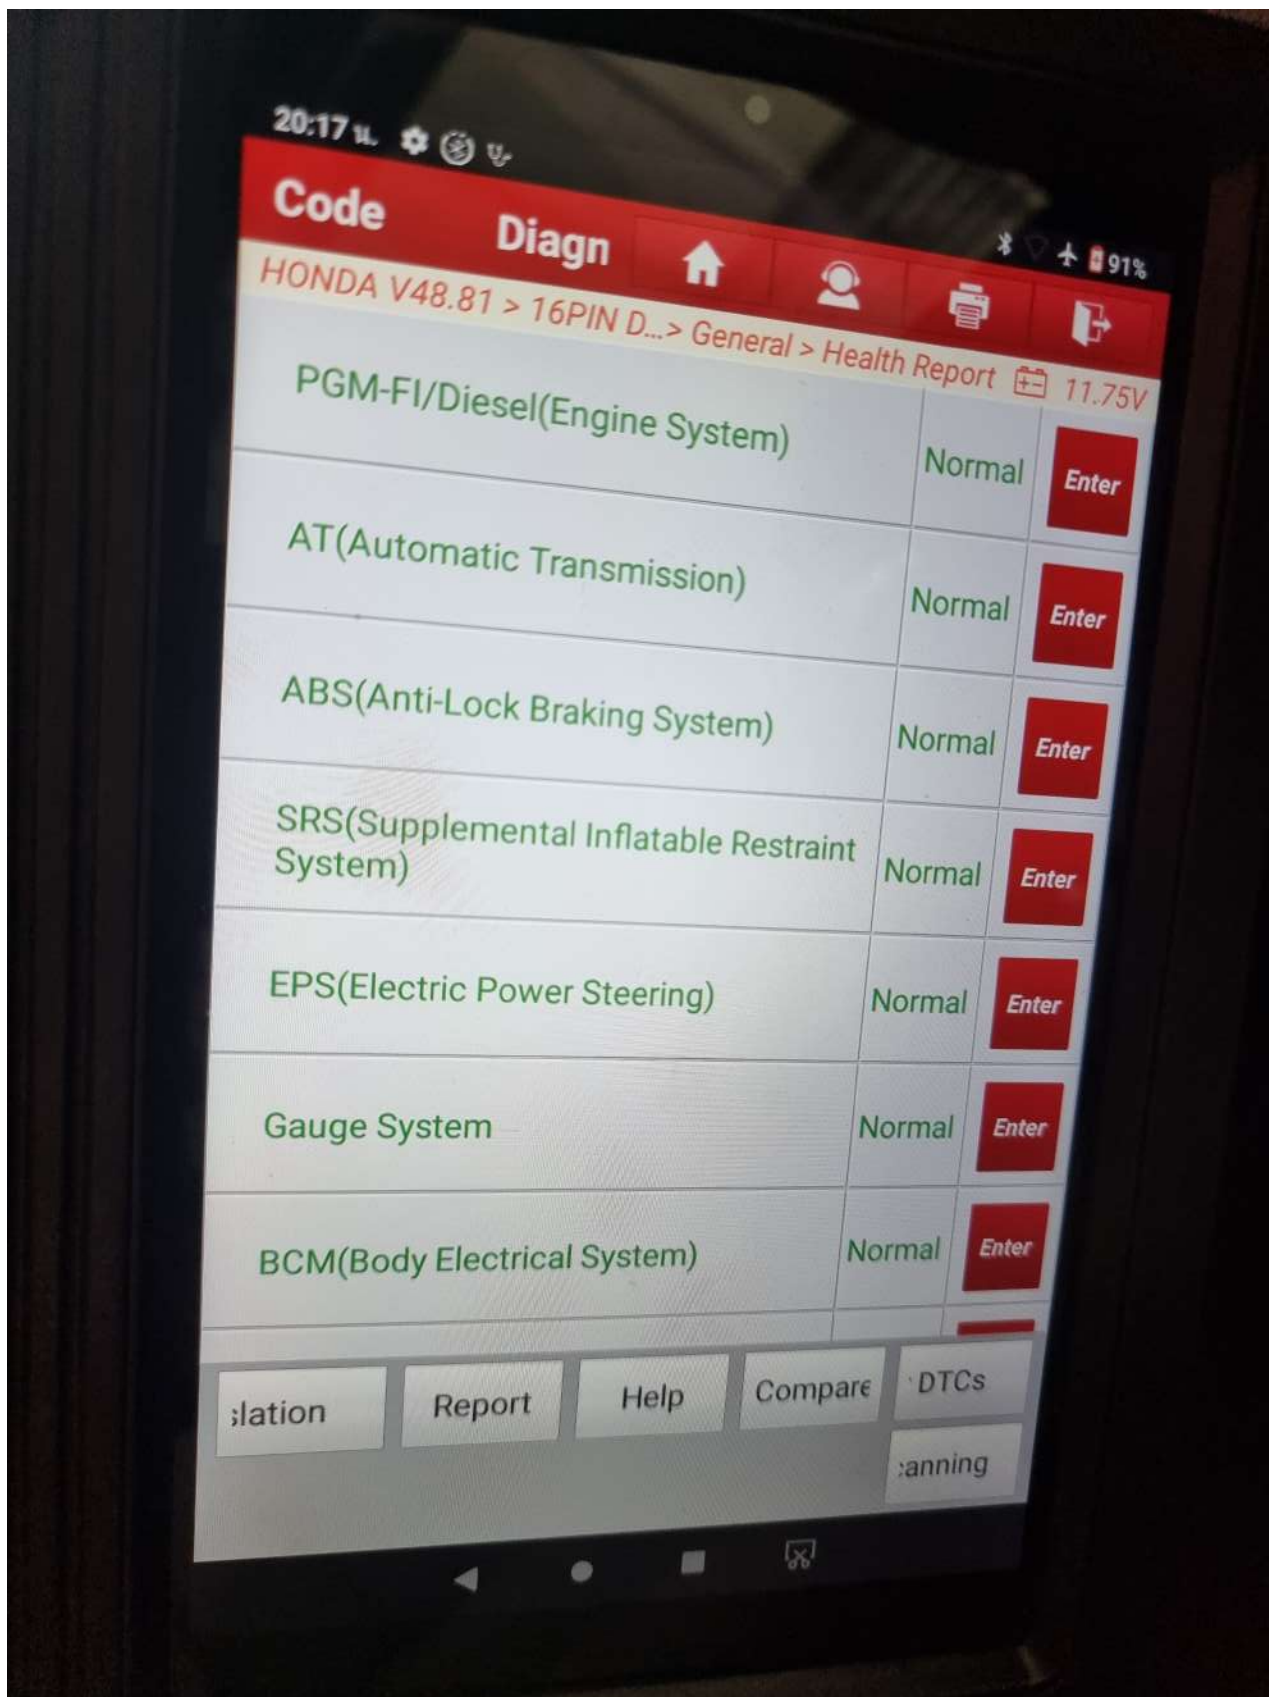 20:17 น.
91%
Code Diagn
HONDA V48.81 > 16PIN D...> General > Health Report 11.75V
PGM-FI/Diesel(Engine System) Normal Enter
AT(Automatic Transmission) Normal Enter
ABS(Anti-Lock Braking System) Normal Enter
SRS(Supplemental Inflatable Restraint
System) Normal Enter
EPS(Electric Power Steering) Normal Enter
Gauge System Normal Enter
BCM(Body Electrical System) Normal Enter
slation Report Help Compare DTCs
canning